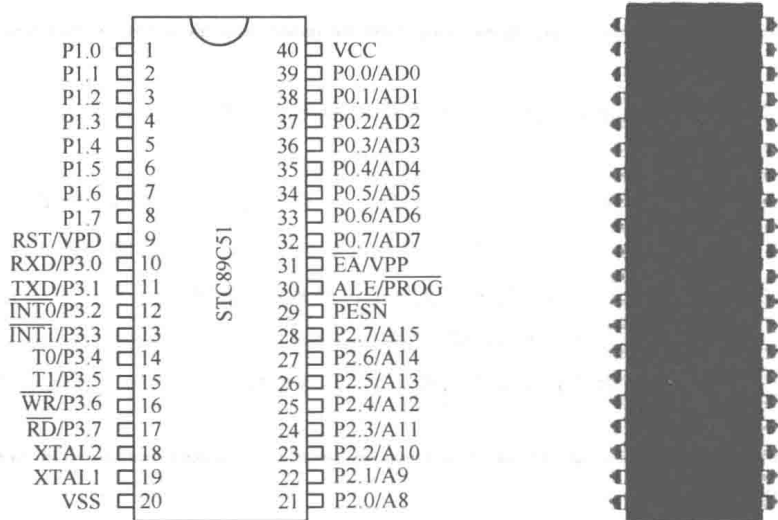 P1.0 1 40 VCC
P1.1 2 39 P0.0/AD0
P1.2 3 38 P0.1/AD1
P1.3 4 37 P0.2/AD2
P1.4 5 36 P0.3/AD3
P1.5 6 35 P0.4/AD4
P1.6 7 34 P0.5/AD5
P1.7 8 33 P0.6/AD6
RST/VPD 9 32 P0.7/AD7
RXD/P3.0 10 31 E̅A̅/VPP
TXD/P3.1 11 30 ALE/P̅R̅O̅G̅
I̅N̅T̅0̅/P3.2 12 29 P̅E̅S̅N̅
I̅N̅T̅1̅/P3.3 13 28 P2.7/A15
T0/P3.4 14 27 P2.6/A14
T1/P3.5 15 26 P2.5/A13
W̅R̅/P3.6 16 25 P2.4/A12
R̅D̅/P3.7 17 24 P2.3/A11
XTAL2 18 23 P2.2/A10
XTAL1 19 22 P2.1/A9
VSS 20 21 P2.0/A8
STC89C51